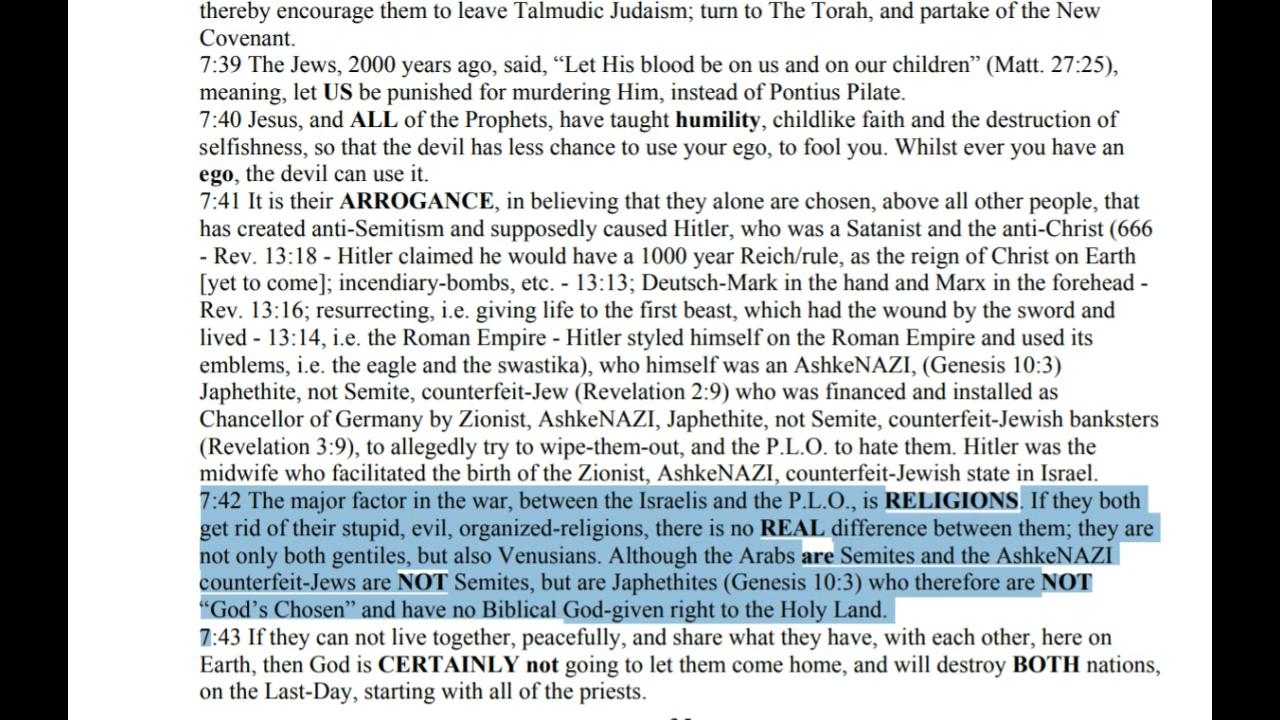 thereby encourage them to leave Talmudic Judaism; turn to The Torah, and partake of the New
Covenant.
7:39 The Jews, 2000 years ago, said, “Let His blood be on us and on our children” (Matt. 27:25),
meaning, let US be punished for murdering Him, instead of Pontius Pilate.
7:40 Jesus, and ALL of the Prophets, have taught humility, childlike faith and the destruction of
selfishness, so that the devil has less chance to use your ego, to fool you. Whilst ever you have an
ego, the devil can use it.
7:41 It is their ARROGANCE, in believing that they alone are chosen, above all other people, that
has created anti-Semitism and supposedly caused Hitler, who was a Satanist and the anti-Christ (666
- Rev. 13:18 - Hitler claimed he would have a 1000 year Reich/rule, as the reign of Christ on Earth
[yet to come]; incendiary-bombs, etc. - 13:13; Deutsch-Mark in the hand and Marx in the forehead -
Rev. 13:16; resurrecting, i.e. giving life to the first beast, which had the wound by the sword and
lived - 13:14, i.e. the Roman Empire - Hitler styled himself on the Roman Empire and used its
emblems, i.e. the eagle and the swastika), who himself was an AshkeNAZI, (Genesis 10:3)
Japhethite, not Semite, counterfeit-Jew (Revelation 2:9) who was financed and installed as
Chancellor of Germany by Zionist, AshkeNAZI, Japhethite, not Semite, counterfeit-Jewish banksters
(Revelation 3:9), to allegedly try to wipe-them-out, and the P.L.O. to hate them. Hitler was the
midwife who facilitated the birth of the Zionist, AshkeNAZI, counterfeit-Jewish state in Israel.
7:42 The major factor in the war, between the Israelis and the P.L.O., is RELIGIONS. If they both
get rid of their stupid, evil, organized-religions, there is no REAL difference between them; they are
not only both gentiles, but also Venusians. Although the Arabs are Semites and the AshkeNAZI
counterfeit-Jews are NOT Semites, but are Japhethites (Genesis 10:3) who therefore are NOT
“God’s Chosen” and have no Biblical God-given right to the Holy Land.
7:43 If they can not live together, peacefully, and share what they have, with each other, here on
Earth, then God is CERTAINLY not going to let them come home, and will destroy BOTH nations,
on the Last-Day, starting with all of the priests.